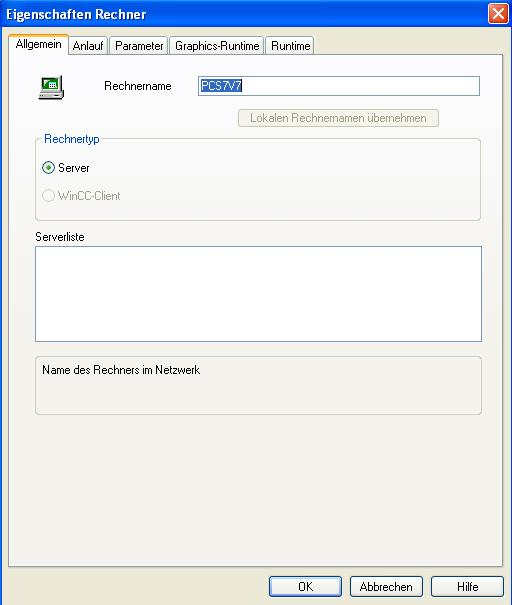 Eigenschaften Rechner
Allgemein Anlauf Parameter Graphics-Runtime Runtime
Rechnername PCS7V7
Lokalen Rechnernamen übernehmen
Rechnertyp
Server
WinCC-Client
Serverliste
Name des Rechners im Netzwerk
OK Abbrechen Hilfe